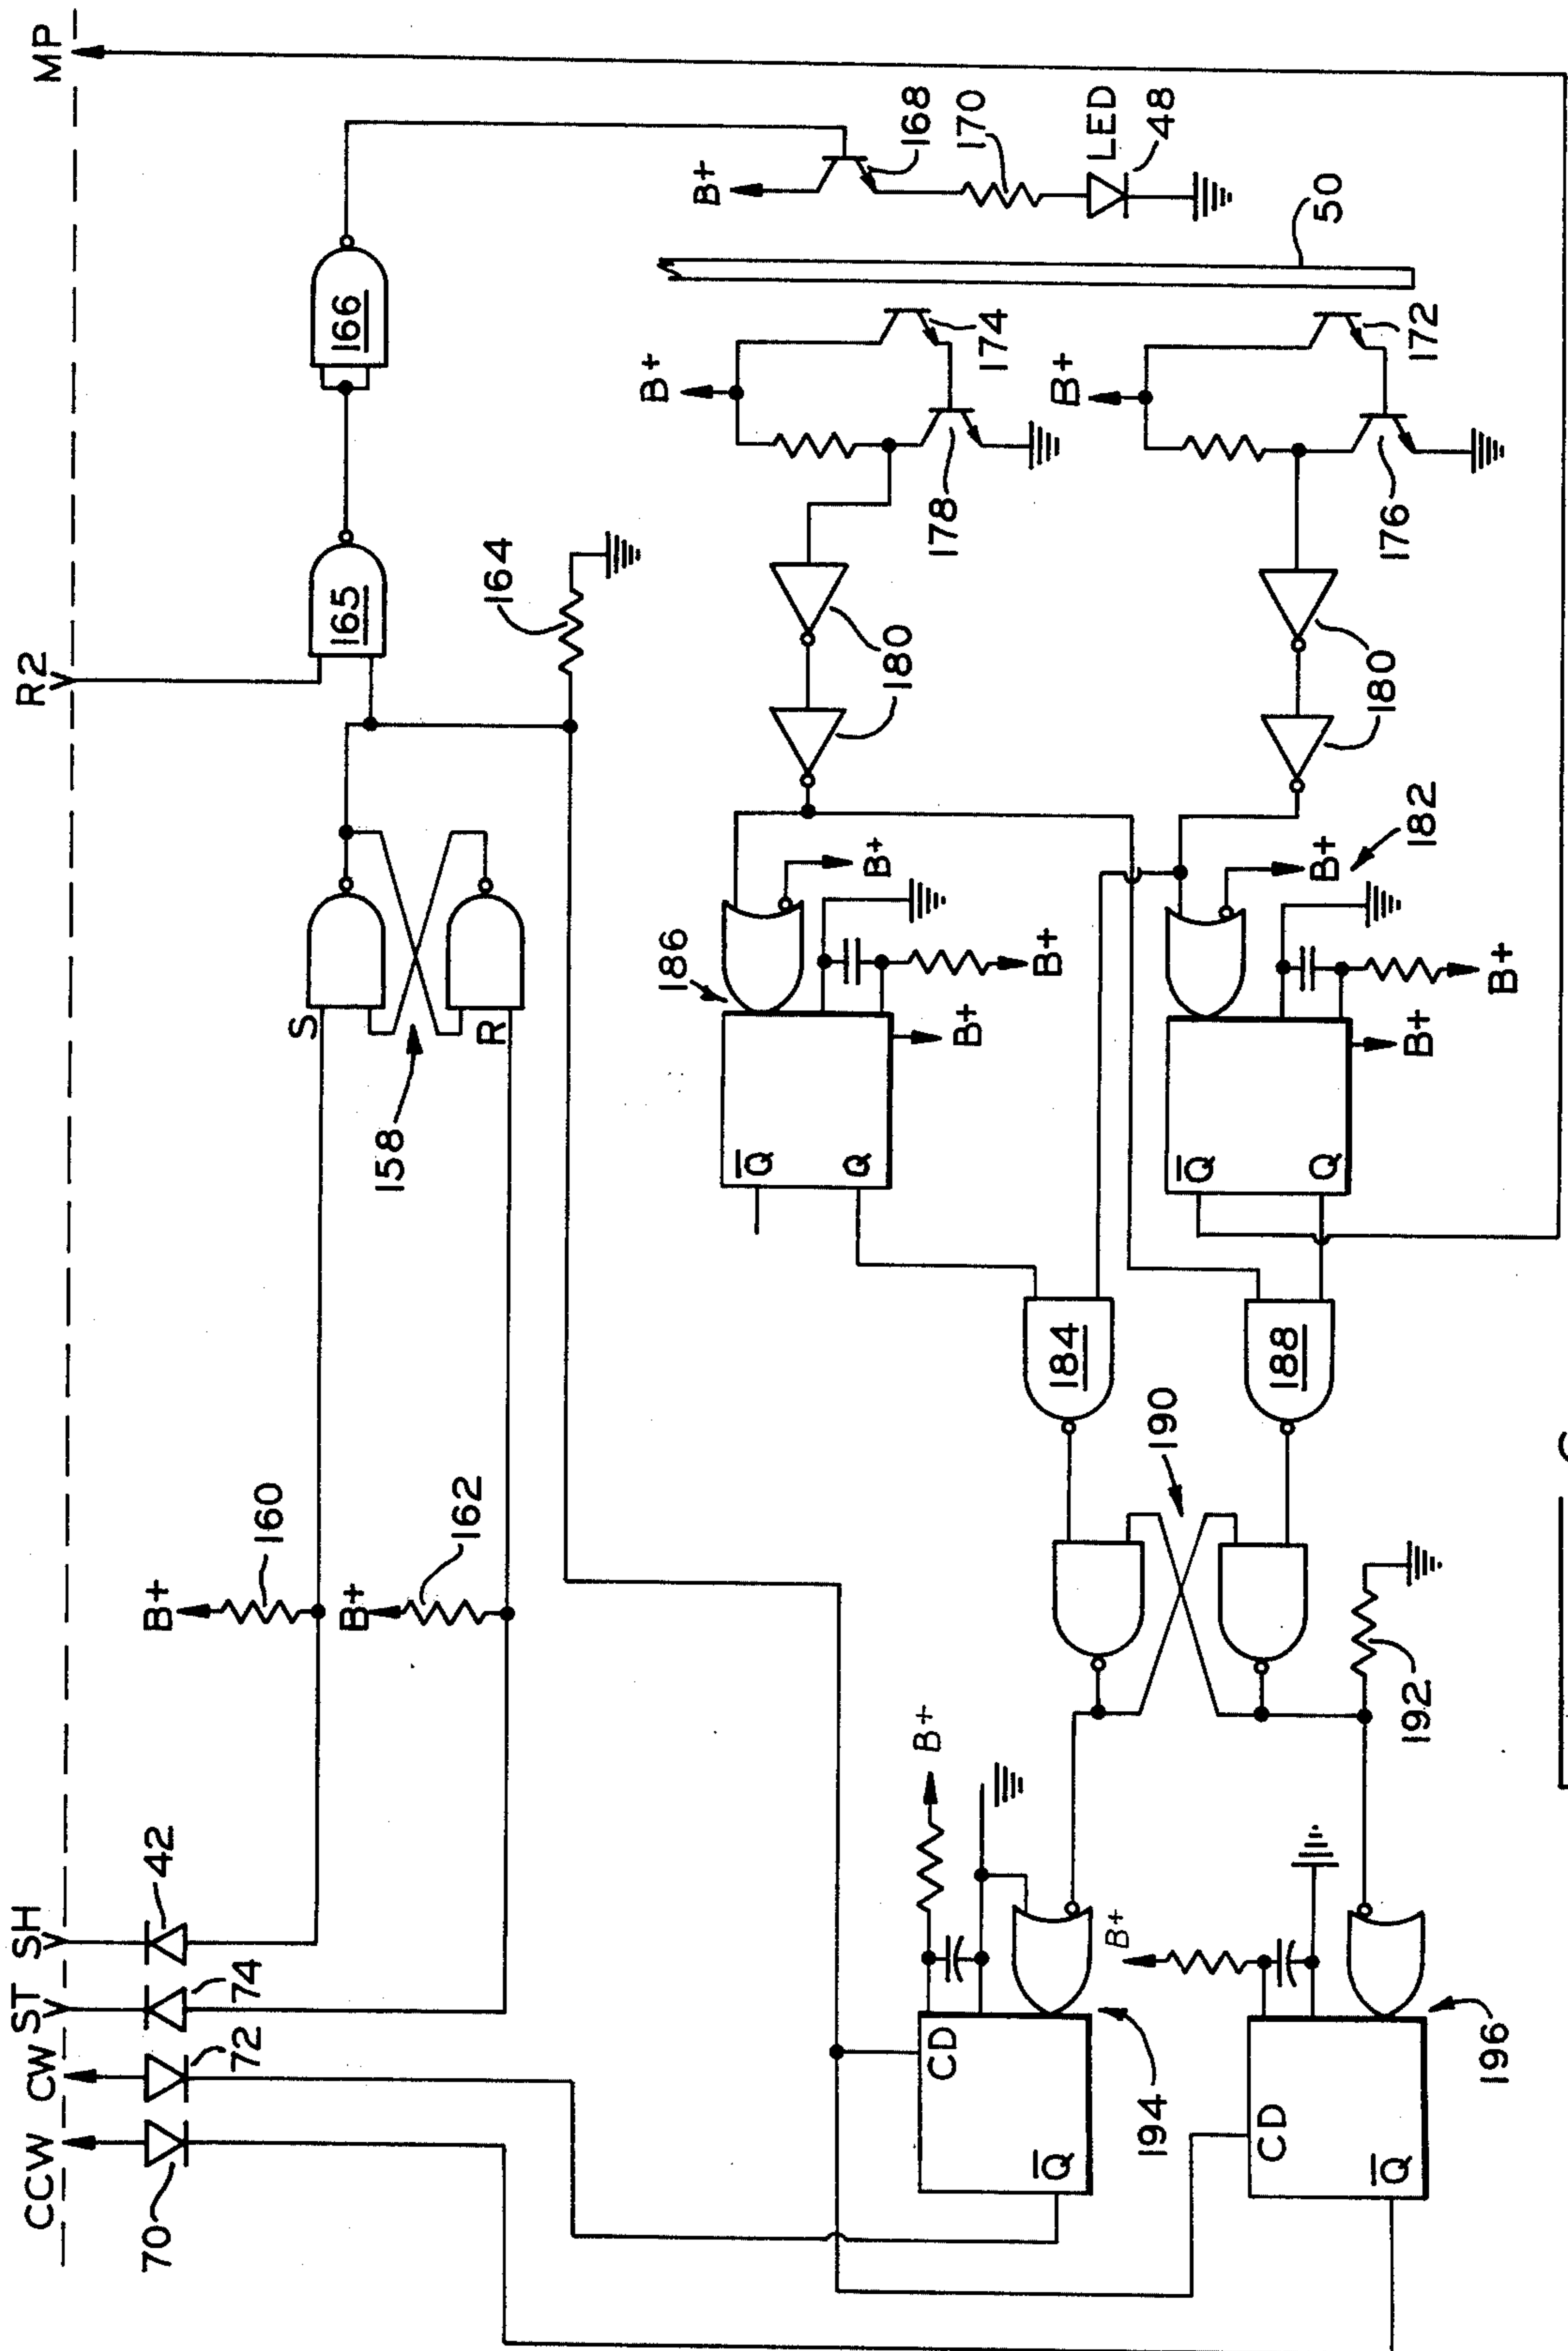 MP
R2
SH
ST
CW
CCW
166
165
164
B+
168
170
LED
48
50
B+
174
178
B+
172
176
180
180
180
180
158
S
R
160
B+
162
B+
42
74
72
70
186
B+
B+
B+
Q
Q
182
B+
B+
B+
Q
Q
184
188
190
192
B+
B+
CD
Q
194
CD
Q
196